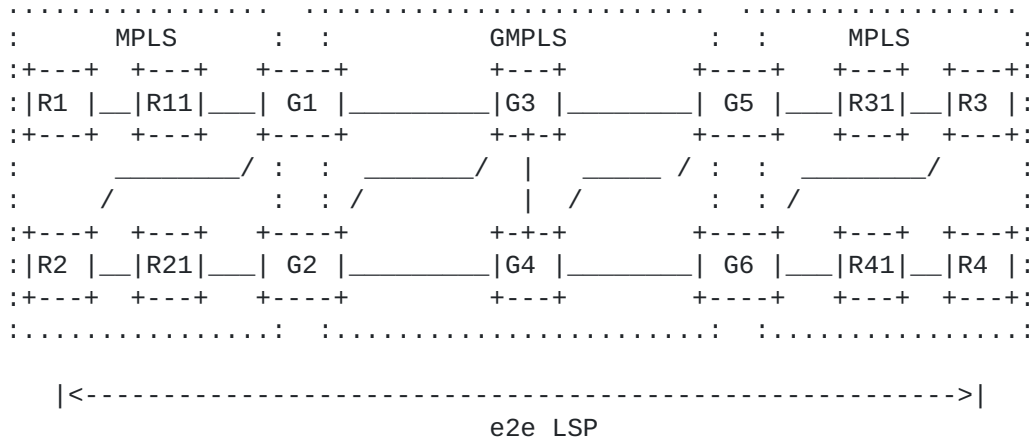 MPLS GMPLS MPLS
R1 R11 G1 G3 G5 R31 R3
R2 R21 G2 G4 G6 R41 R4
e2e LSP